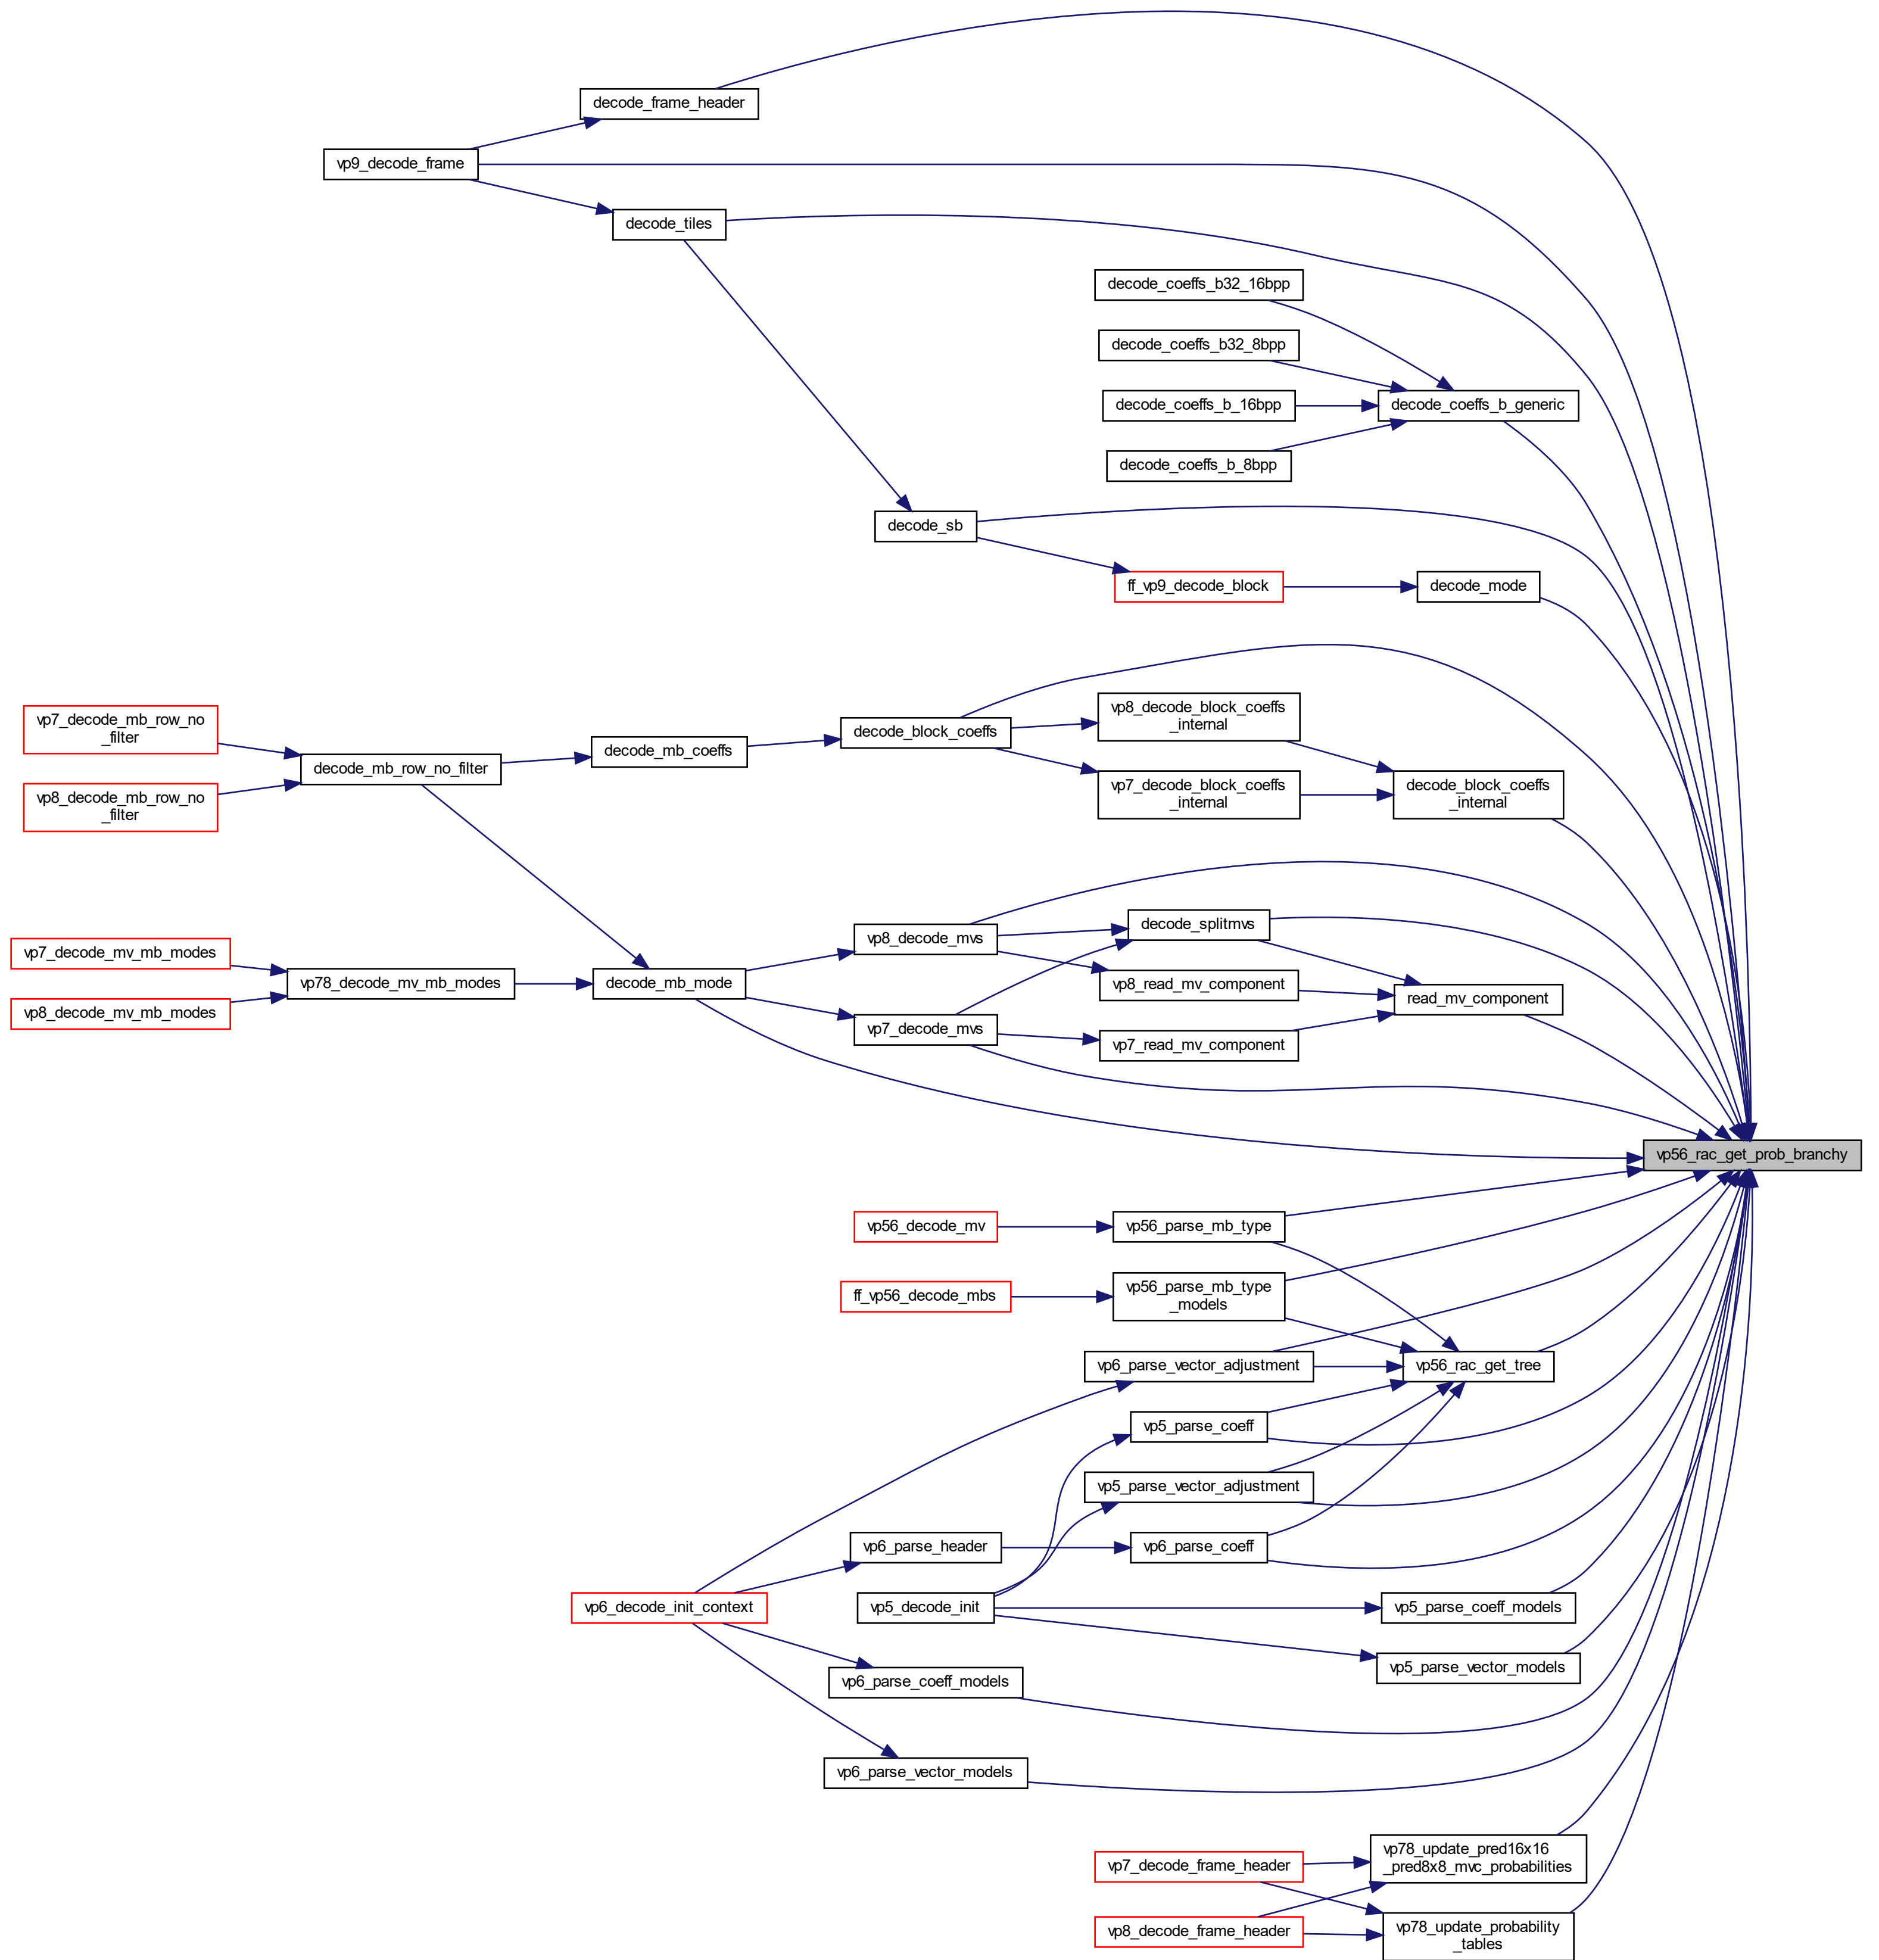 decode_frame_header
vp9_decode_frame
decode_tiles
decode_coeffs_b32_16bpp
decode_coeffs_b32_8bpp
decode_coeffs_b_16bpp
decode_coeffs_b_generic
decode_coeffs_b_8bpp
decode_sb
ff_vp9_decode_block
decode_mode
vp7_decode_mb_row_no
_filter
vp8_decode_mb_row_no
_filter
decode_mb_row_no_filter
decode_mb_coeffs
decode_block_coeffs
vp8_decode_block_coeffs
_internal
vp7_decode_block_coeffs
_internal
decode_block_coeffs
_internal
vp7_decode_mv_mb_modes
vp8_decode_mv_mb_modes
vp78_decode_mv_mb_modes
decode_mb_mode
vp8_decode_mvs
vp7_decode_mvs
decode_splitmvs
vp8_read_mv_component
vp7_read_mv_component
read_mv_component
vp56_rac_get_prob_branchy
vp56_decode_mv
vp56_parse_mb_type
ff_vp56_decode_mbs
vp56_parse_mb_type
_models
vp6_parse_vector_adjustment
vp56_rac_get_tree
vp5_parse_coeff
vp5_parse_vector_adjustment
vp6_parse_header
vp6_parse_coeff
vp6_decode_init_context
vp5_decode_init
vp5_parse_coeff_models
vp5_parse_vector_models
vp6_parse_coeff_models
vp6_parse_vector_models
vp78_update_pred16x16
_pred8x8_mvc_probabilities
vp7_decode_frame_header
vp8_decode_frame_header
vp78_update_probability
_tables